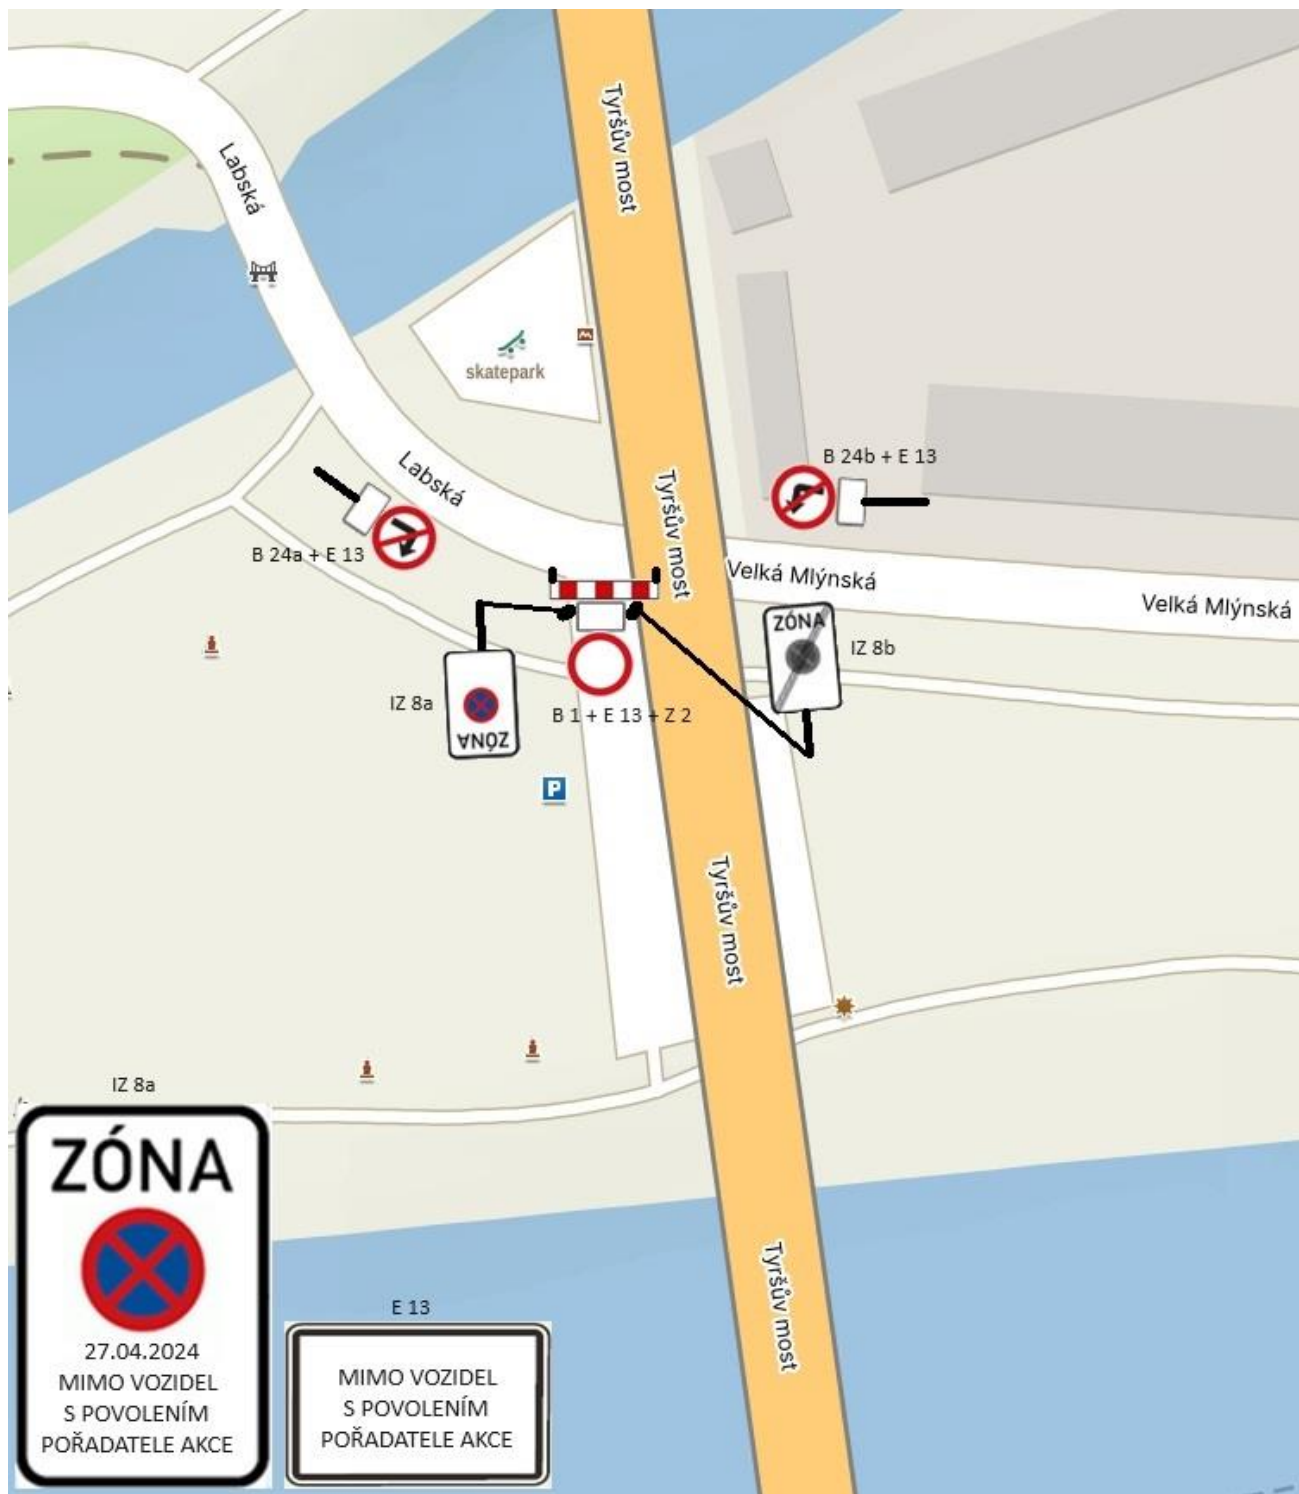 Tyršův most
Labská
skatepark
Labská
Tyršův most
B 24b + E 13
B 24a + E 13
Velká Mlýnská
Velká Mlýnská
ZÓNA
IZ 8b
IZ 8a
ZÓNA
B 1 + E 13 + Z 2
P
Tyršův most
IZ 8a
ZÓNA
27.04.2024
MIMO VOZIDEL
S POVOLENÍM
POŘADATELE AKCE
E 13
MIMO VOZIDEL
S POVOLENÍM
POŘADATELE AKCE
Tyršův most